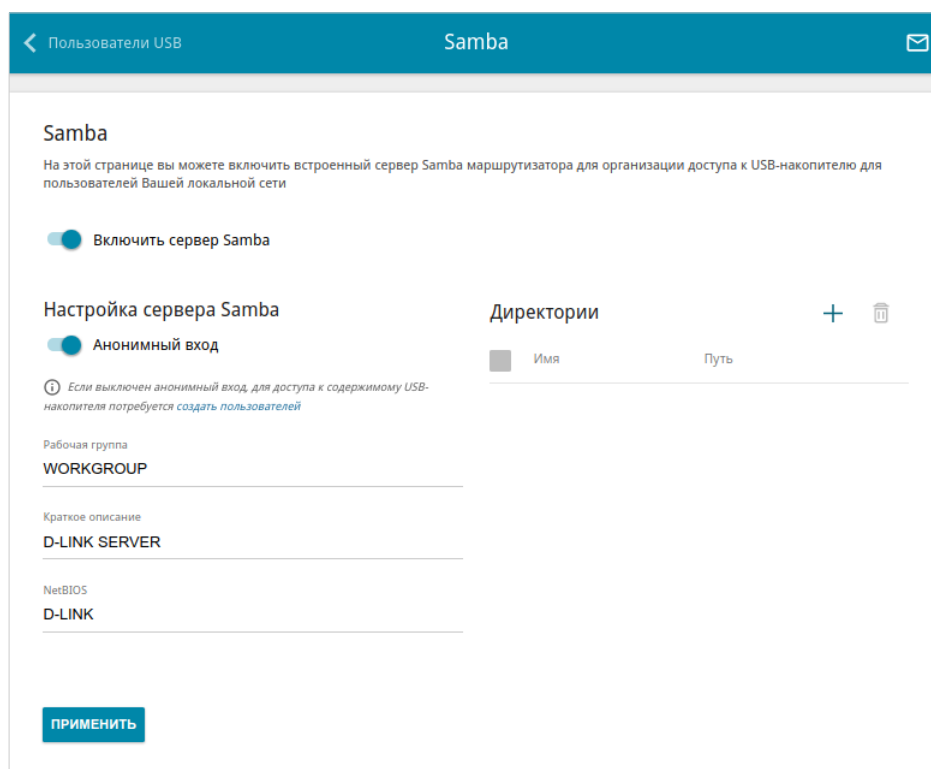 Пользователи USB
Samba
Samba
На этой странице вы можете включить встроенный сервер Samba маршрутизатора для организации доступа к USB-накопителю для
пользователей Вашей локальной сети
Включить сервер Samba
Настройка сервера Samba
Анонимный вход
Если выключен анонимный вход, для доступа к содержимому USB-
накопителя потребуется создать пользователей
Рабочая группа
WORKGROUP
Краткое описание
D-LINK SERVER
NetBIOS
D-LINK
Директории
Имя
Путь
ПРИМЕНИТЬ